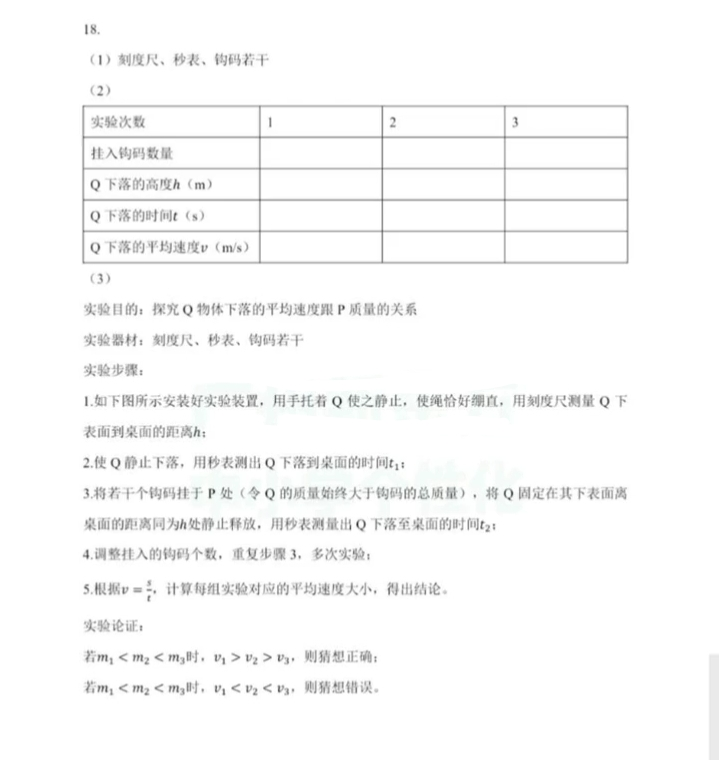 18.
（1）刻度尺、秒表、钩码若干
（2）
实验次数 1 2 3
挂入钩码数量
Q 下落的高度h（m）
Q 下落的时间t（s）
Q 下落的平均速度v（m/s）
（3）
实验目的：探究 Q 物体下落的平均速度跟 P 质量的关系
实验器材：刻度尺、秒表、钩码若干
实验步骤：
1.如下图所示安装好实验装置，用手托着 Q 使之静止，使绳恰好绷直，用刻度尺测量 Q 下
表面到桌面的距离h；
2.使 Q 静止下落，用秒表测出 Q 下落到桌面的时间t₁；
3.将若干个钩码挂于 P 处（令 Q 的质量始终大于钩码的总质量），将 Q 固定在其下表面离
桌面的距离同为h处静止释放，用秒表测量出 Q 下落至桌面的时间t₂；
4.调整挂入的钩码个数，重复步骤 3，多次实验；
5.根据v = s/t，计算每组实验对应的平均速度大小，得出结论。
实验论证：
若m₁ < m₂ < m₃时，v₁ > v₂ > v₃，则猜想正确；
若m₁ < m₂ < m₃时，v₁ < v₂ < v₃，则猜想错误。